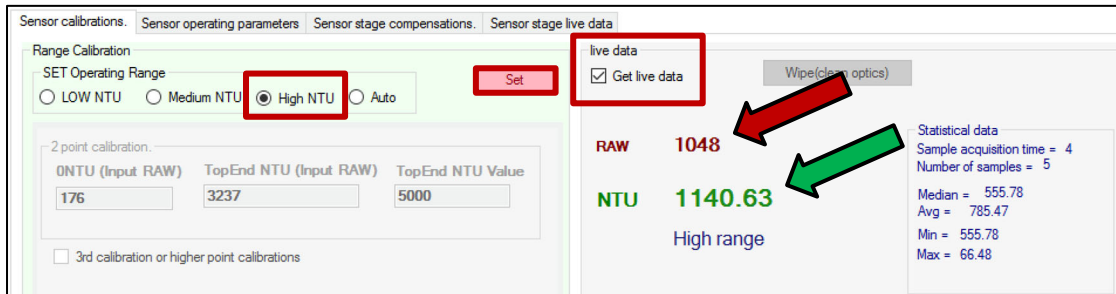 Sensor calibrations. Sensor operating parameters Sensor stage compensations. Sensor stage live data
Range Calibration
SET Operating Range
LOW NTU Medium NTU High NTU Auto
Set
2 point calibration.
0NTU (Input RAW) TopEnd NTU (Input RAW) TopEnd NTU Value
176 3237 5000
3rd calibration or higher point calibrations
live data
Get live data
Wipe(clean optics)
RAW 1048
NTU 1140.63
High range
Statistical data
Sample acquisition time = 4
Number of samples = 5
Median = 555.78
Avg = 785.47
Min = 555.78
Max = 66.48